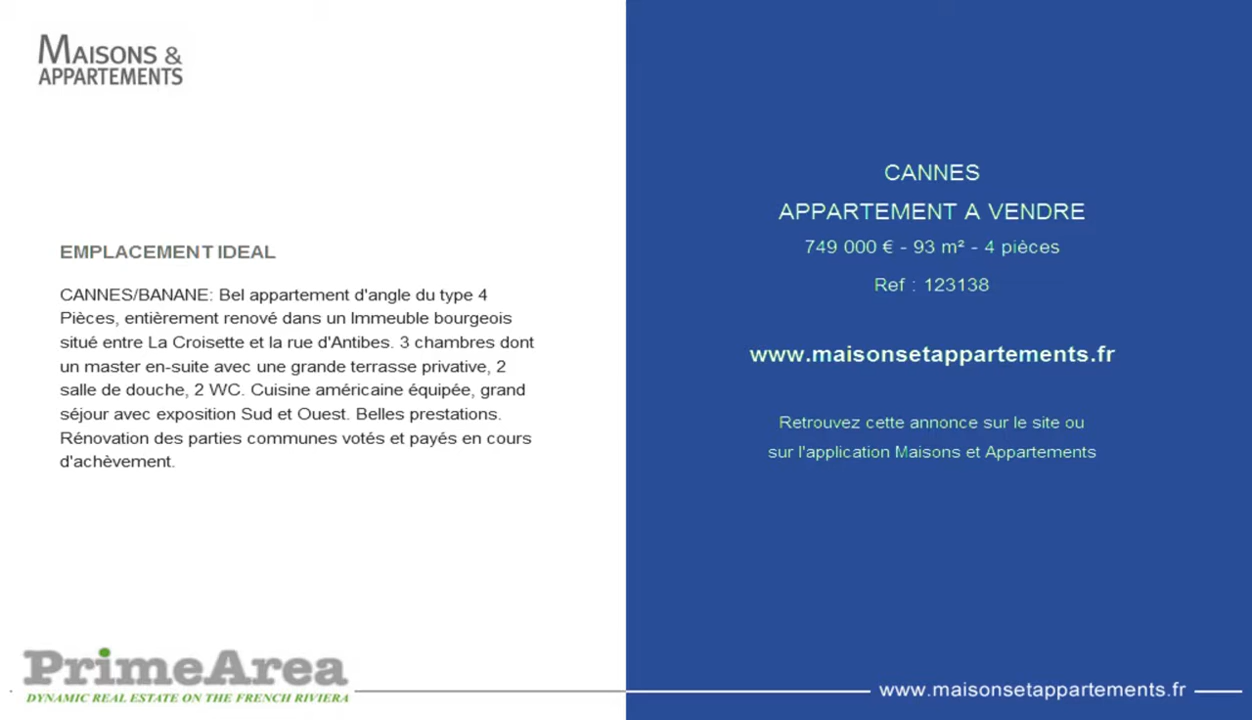 MAISONS &
APPARTEMENTS
EMPLACEMENT IDEAL
CANNES/BANANE: Bel appartement d'angle du type 4
Pièces, entièrement renové dans un Immeuble bourgeois
situé entre La Croisette et la rue d'Antibes. 3 chambres dont
un master en-suite avec une grande terrasse privative, 2
salle de douche, 2 WC. Cuisine américaine équipée, grand
séjour avec exposition Sud et Ouest. Belles prestations.
Rénovation des parties communes votés et payés en cours
d'achèvement.
PrimeArea
DYNAMIC REAL ESTATE ON THE FRENCH RIVIERA
CANNES
APPARTEMENT A VENDRE
749 000 € - 93 m² - 4 pièces
Ref : 123138
www.maisonsetappartements.fr
Retrouvez cette annonce sur le site ou
sur l'application Maisons et Appartements
www.maisonsetappartements.fr